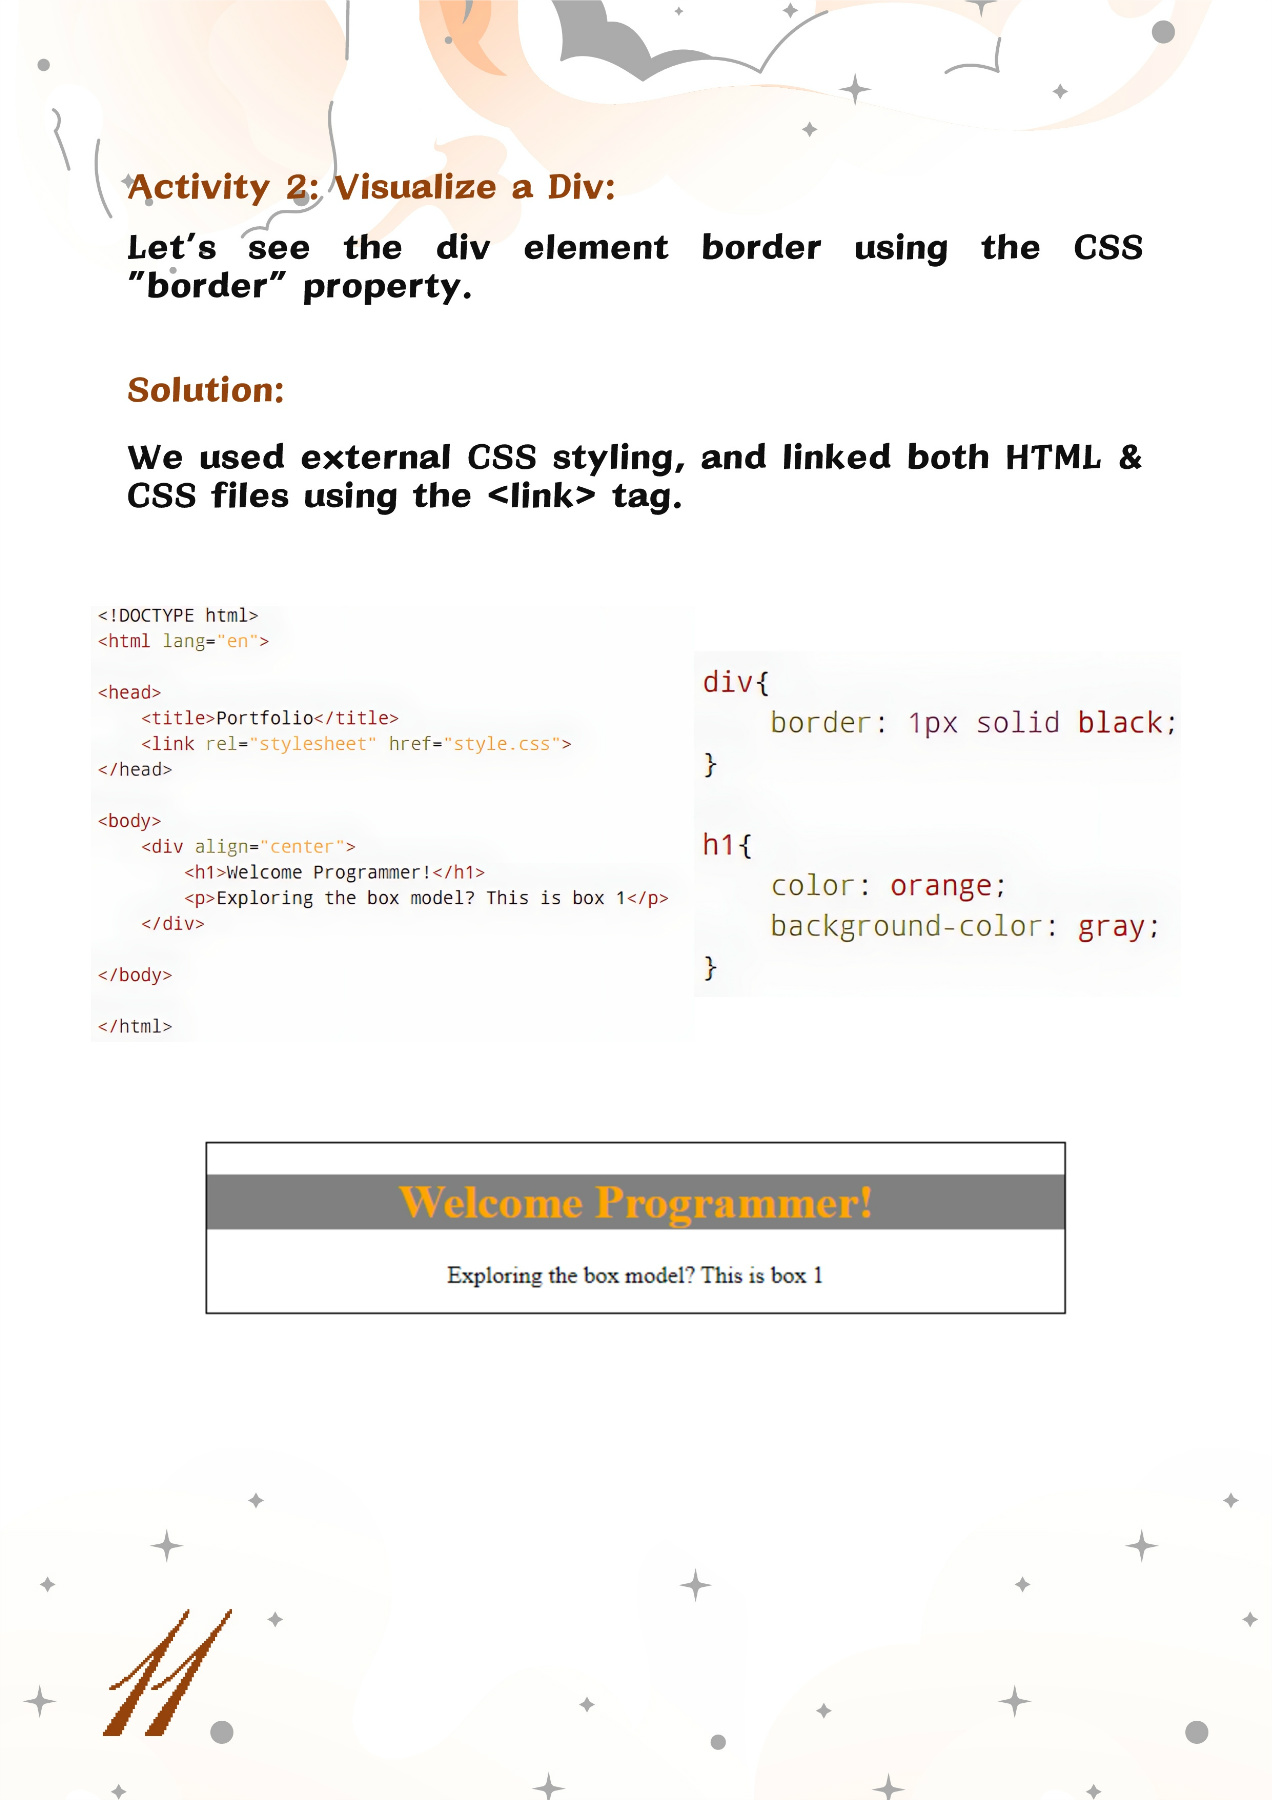 Activity 2: Visualize a Div:
Let's see the div element border using the CSS
"border" property.
Solution:
We used external CSS styling, and linked both HTML &
CSS files using the <link> tag.
<!DOCTYPE html>
<html lang="en">
<head>
<title>Portfolio</title>
<link rel="stylesheet" href="style.css">
</head>
<body>
<div align="center">
<h1>Welcome Programmer!</h1>
<p>Exploring the box model? This is box 1</p>
</div>
</body>
</html>
div{
border: 1px solid black;
}
h1{
color: orange;
background-color: gray;
}
Welcome Programmer!
Exploring the box model? This is box 1
11